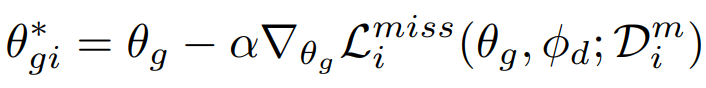 θ*_{gi} = θ_g − α∇_{θ_g} ℒ_i^{miss}(θ_g, ϕ_d; 𝒟_i^m)